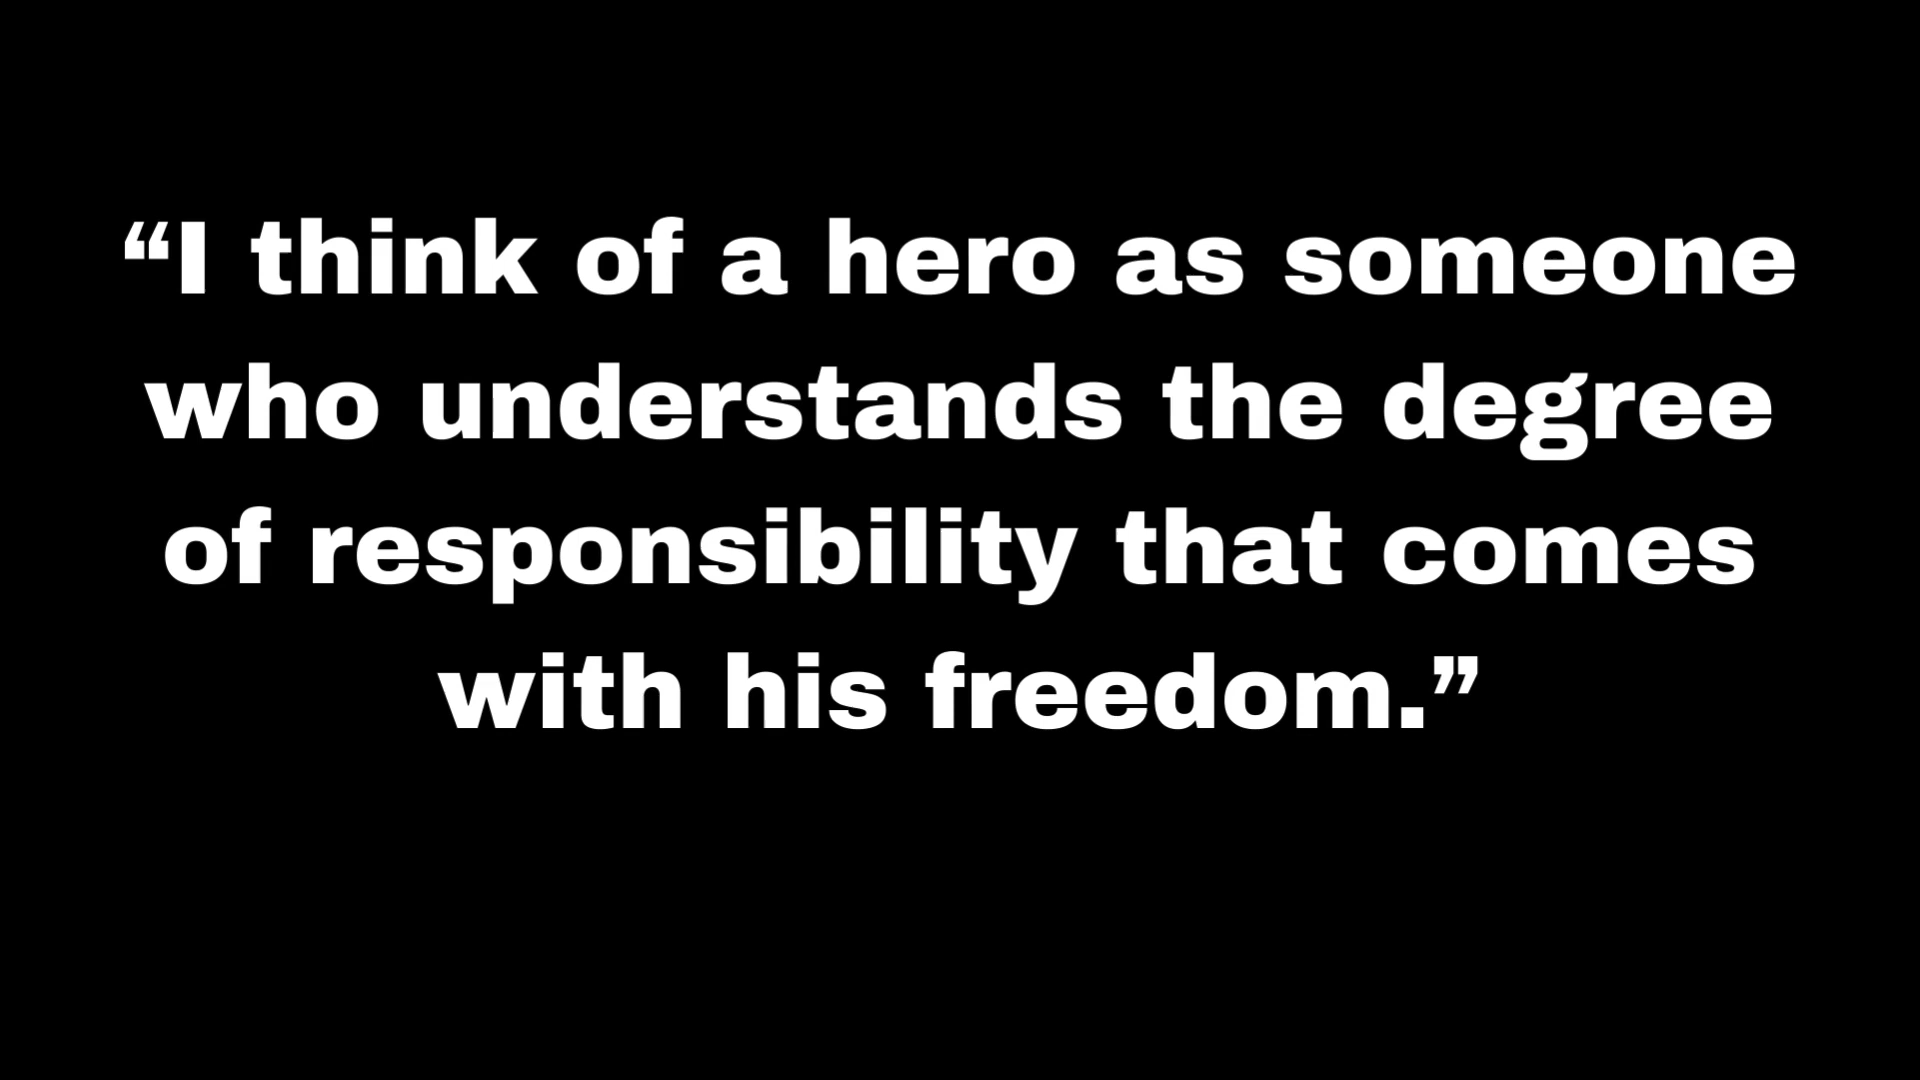 “I think of a hero as someone
who understands the degree
of responsibility that comes
with his freedom.”